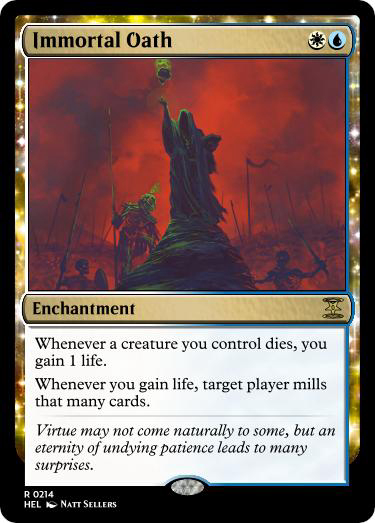 Immortal Oath
Enchantment
Whenever a creature you control dies, you
gain 1 life.
Whenever you gain life, target player mills
that many cards.
Virtue may not come naturally to some, but an
eternity of undying patience leads to many
surprises.
R 0214
HEL Natt Sellers